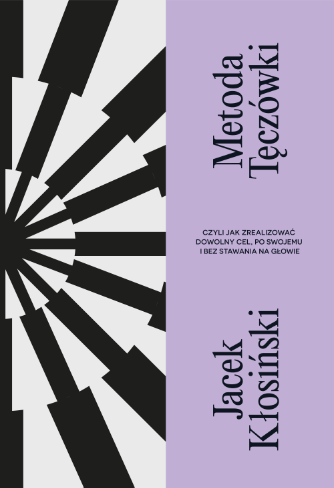 Metoda
Tęczówki
CZYLI JAK ZREALIZOWAĆ
DOWOLNY CEL, PO SWOJEMU
I BEZ STAWANIA NA GŁOWIE
Jacek
Kłosiński